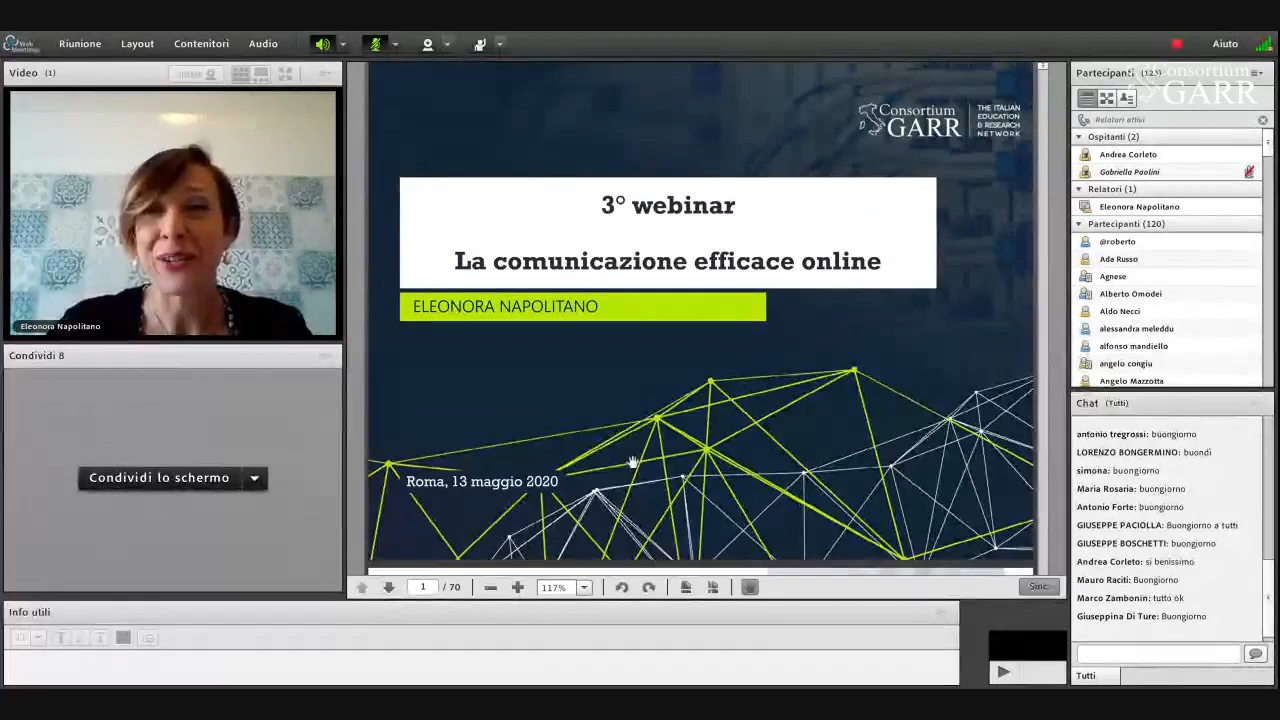 Web
Meetings
Riunione
Layout
Contenitori
Audio
Aiuto
Video (1)
Eleonora Napolitano
Condividi 8
Condividi lo schermo
Consortium
GARR
THE ITALIAN
EDUCATION
& RESEARCH
NETWORK
3° webinar
La comunicazione efficace online
ELEONORA NAPOLITANO
Roma, 13 maggio 2020
1 / 70
117%
Sinc
Info utili
Partecipanti
Consortium
GARR
Relatori attivi
Ospitanti (2)
Andrea Corleto
Gabriella Paolini
Relatori (1)
Eleonora Napolitano
Partecipanti (120)
@roberto
Ada Russo
Agnese
Alberto Omodei
Aldo Necci
alessandra meleddu
alfonso mandiello
angelo congiu
Angelo Mazzotta
Chat (Tutti)
antonio tregrossi: buongiorno
LORENZO BONGERMINO: buondì
simona: buongiorno
Maria Rosaria: buongiorno
Antonio Forte: buongiorno
GIUSEPPE PACIOLLA: Buongiorno a tutti
GIUSEPPE BOSCHETTI: buongiorno
Andrea Corleto: si benissimo
Mauro Raciti: Buongiorno
Marco Zambonin: tutto ok
Giuseppina Di Ture: Buongiorno
Tutti